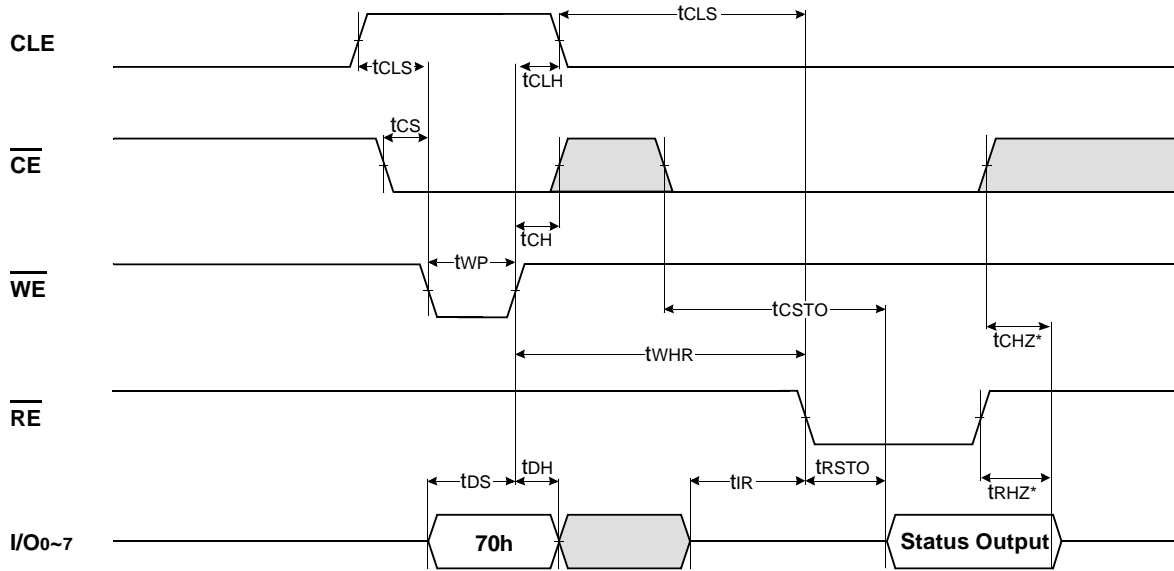 tCLS
CLE
tCLS
tCLH
tCS
CE
tCH
WE
tWP
tCSTO
tCHZ*
tWHR
RE
tDH
tDS
tIR
tRSTO
tRHZ*
I/O0~7
70h
Status Output